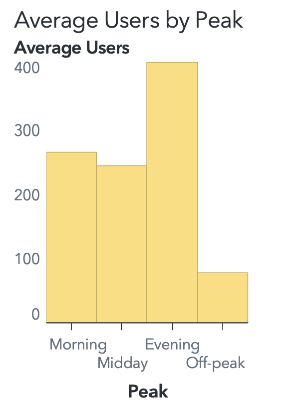 Average Users by Peak
Average Users
400
300
200
100
0
Morning
Midday
Evening
Off-peak
Peak